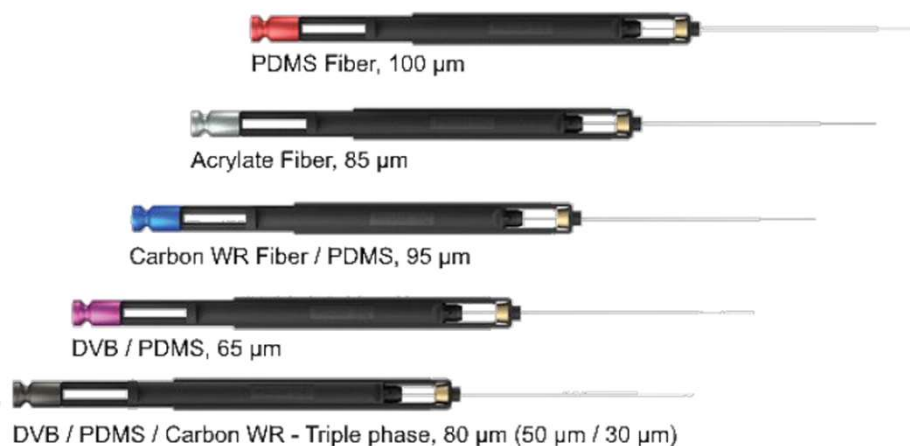 PDMS Fiber, 100 µm
Acrylate Fiber, 85 µm
Carbon WR Fiber / PDMS, 95 µm
DVB / PDMS, 65 µm
DVB / PDMS / Carbon WR - Triple phase, 80 µm (50 µm / 30 µm)